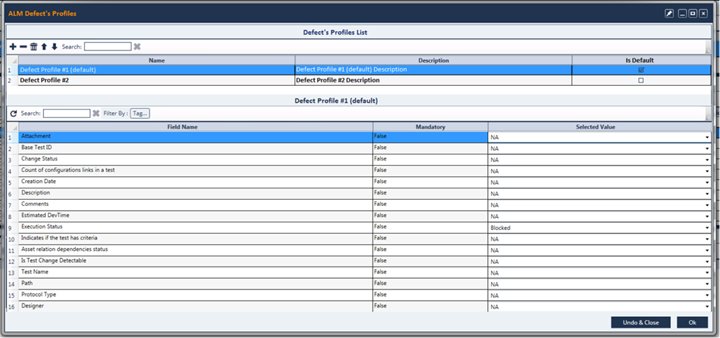 ALM Defect's Profiles
Defect's Profiles List
Search:
Name Description Is Default
1 Defect Profile #1 (default) Defect Profile #1 (default) Description
2 Defect Profile #2 Defect Profile #2 Description
Defect Profile #1 (default)
Search: Filter By : Tag...
Field Name Mandatory Selected Value
1 Attachment False NA
2 Base Test ID False NA
3 Change Status False NA
4 Count of configurations links in a test False NA
5 Creation Date False NA
6 Description False NA
7 Comments False NA
8 Estimated DevTime False NA
9 Execution Status False Blocked
10 Indicates if the test has criteria False NA
11 Asset relation dependencies status False NA
12 Is Test Change Detectable False NA
13 Test Name False NA
14 Path False NA
15 Protocol Type False NA
16 Designer False NA
Undo & Close Ok